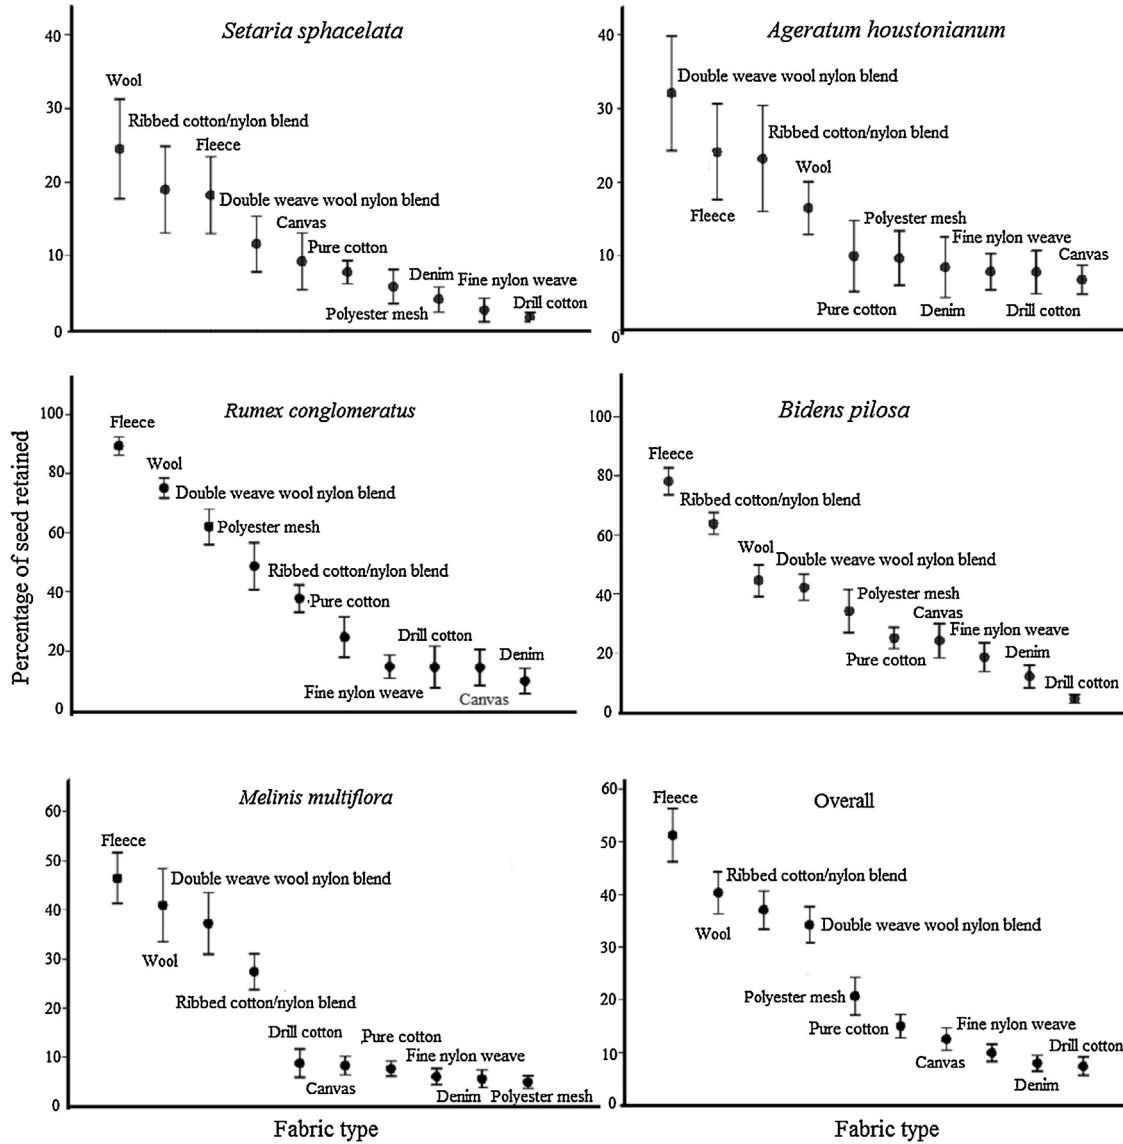 Percentage of seed retained
Setaria sphacelata
40
30
20
10
0
Wool
Ribbed cotton/nylon blend
Fleece
Double weave wool nylon blend
Canvas
Pure cotton
Polyester mesh
Denim
Fine nylon weave
Drill cotton
Ageratum houstonianum
40
30
20
10
0
Double weave wool nylon blend
Fleece
Ribbed cotton/nylon blend
Wool
Pure cotton
Polyester mesh
Denim
Fine nylon weave
Drill cotton
Canvas
Rumex conglomeratus
100
80
60
40
20
0
Fleece
Wool
Double weave wool nylon blend
Polyester mesh
Ribbed cotton/nylon blend
Pure cotton
Fine nylon weave
Drill cotton
Canvas
Denim
Bidens pilosa
100
80
60
40
20
0
Fleece
Ribbed cotton/nylon blend
Wool
Double weave wool nylon blend
Polyester mesh
Pure cotton
Canvas
Fine nylon weave
Denim
Drill cotton
Melinis multiflora
60
50
40
30
20
10
0
Fleece
Wool
Double weave wool nylon blend
Ribbed cotton/nylon blend
Drill cotton
Canvas
Pure cotton
Fine nylon weave
Denim
Polyester mesh
Fabric type
Overall
60
50
40
30
20
10
0
Fleece
Wool
Ribbed cotton/nylon blend
Double weave wool nylon blend
Polyester mesh
Pure cotton
Canvas
Fine nylon weave
Denim
Drill cotton
Fabric type